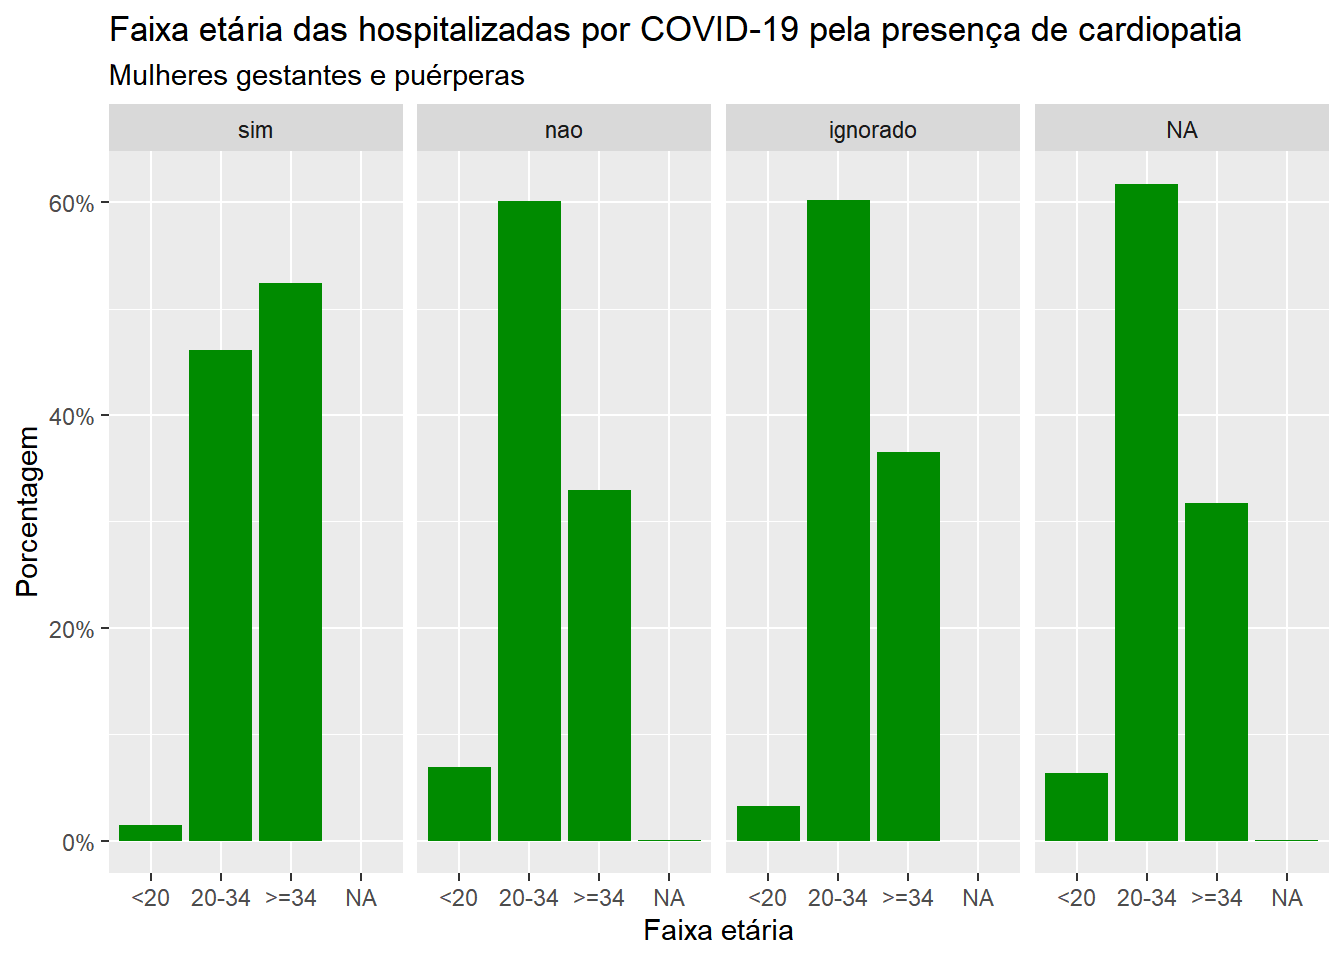 Faixa etária das hospitalizadas por COVID-19 pela presença de cardiopatia
Mulheres gestantes e puérperas
sim nao ignorado NA
60%
40%
20%
0%
Porcentagem
<20 20-34 >=34 NA <20 20-34 >=34 NA <20 20-34 >=34 NA <20 20-34 >=34 NA
Faixa etária